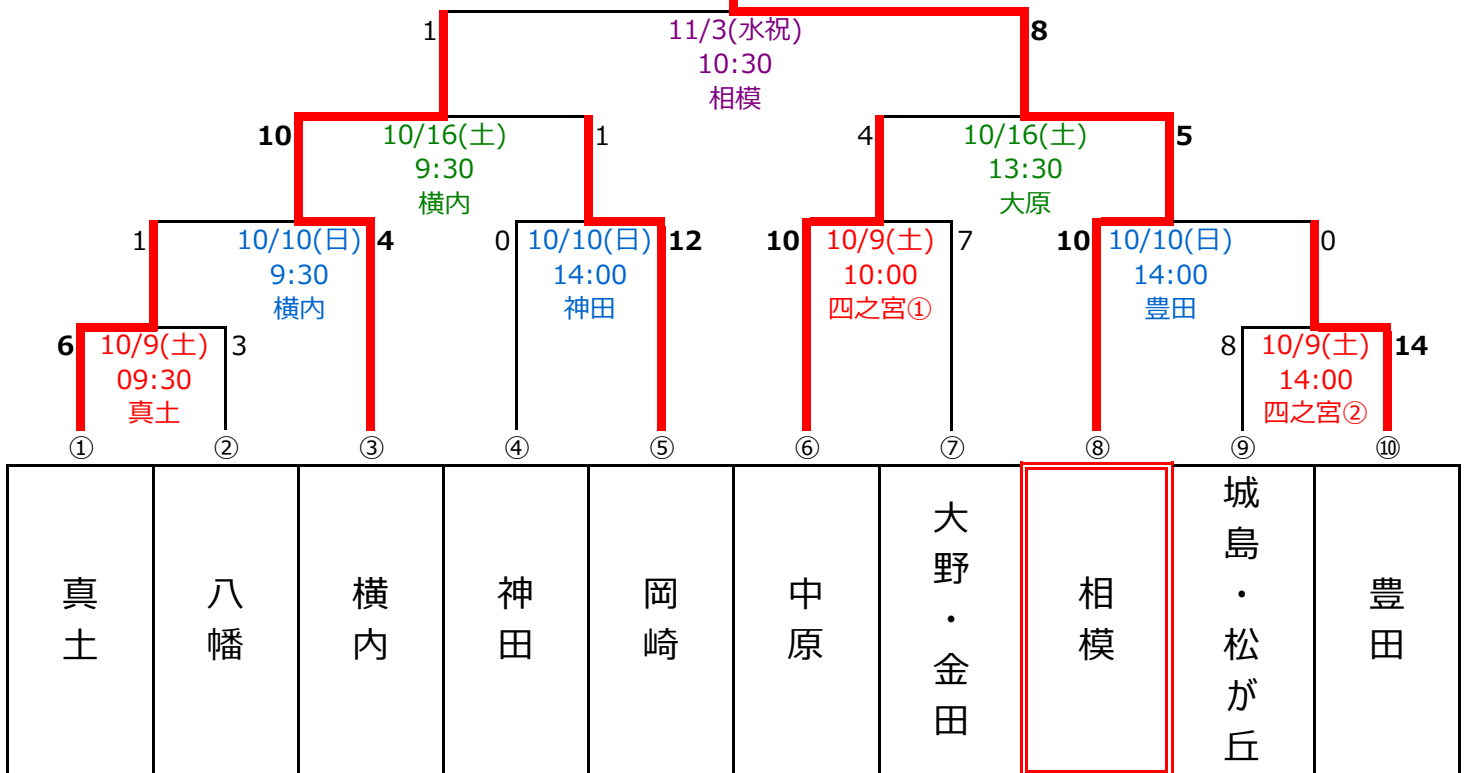 1
11/3(水祝)
10:30
相模
8
10
10/16(土)
9:30
横内
1
4
10/16(土)
13:30
大原
5
1
10/10(日)
9:30
横内
4
0
10/10(日)
14:00
神田
12
10
10/9(土)
10:00
四之宮①
7
10
10/10(日)
14:00
豊田
0
6
10/9(土)
09:30
真土
3
8
10/9(土)
14:00
四之宮②
14
① ② ③ ④ ⑤ ⑥ ⑦ ⑧ ⑨ ⑩
真土
八幡
横内
神田
岡崎
中原
大野・金田
相模
城島・松が丘
豊田